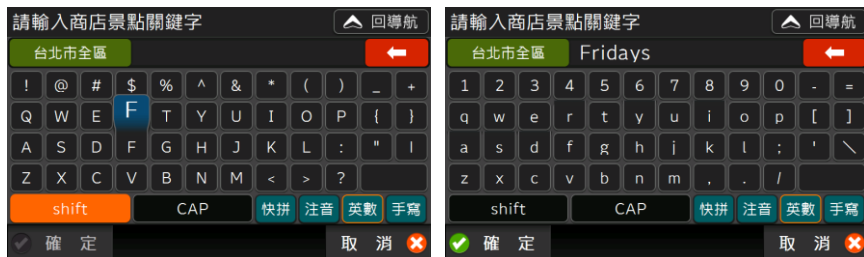 請輸入商店景點關鍵字 回導航
台北市全區
! @ # $ % ^ & * ( ) _ +
Q W E F T Y U I O P { }
A S D F G H J K L : " |
Z X C V B N M < > ?
shift CAP 快拼 注音 英數 手寫
確 定 取 消
請輸入商店景點關鍵字 回導航
台北市全區 Fridays
1 2 3 4 5 6 7 8 9 0 - =
q w e r t y u i o p [ ]
a s d f g h j k l ; ' \
z x c v b n m , . /
shift CAP 快拼 注音 英數 手寫
確 定 取 消